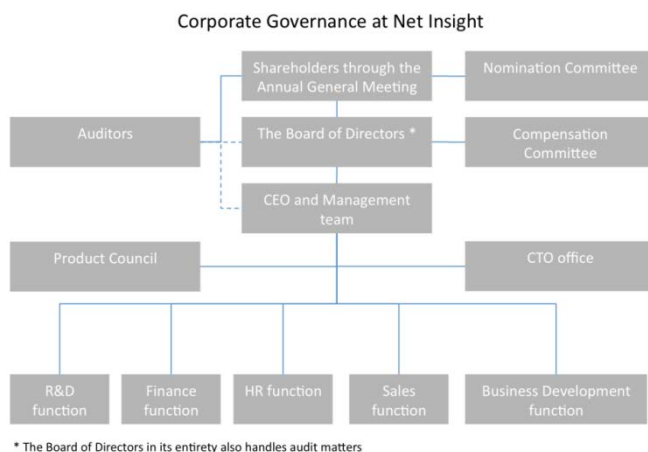 Corporate Governance at Net Insight
Shareholders through the
Annual General Meeting
Nomination Committee
Auditors
The Board of Directors *
Compensation
Committee
CEO and Management
team
Product Council
CTO office
R&D
function
Finance
function
HR function
Sales
function
Business Development
function
* The Board of Directors in its entirety also handles audit matters